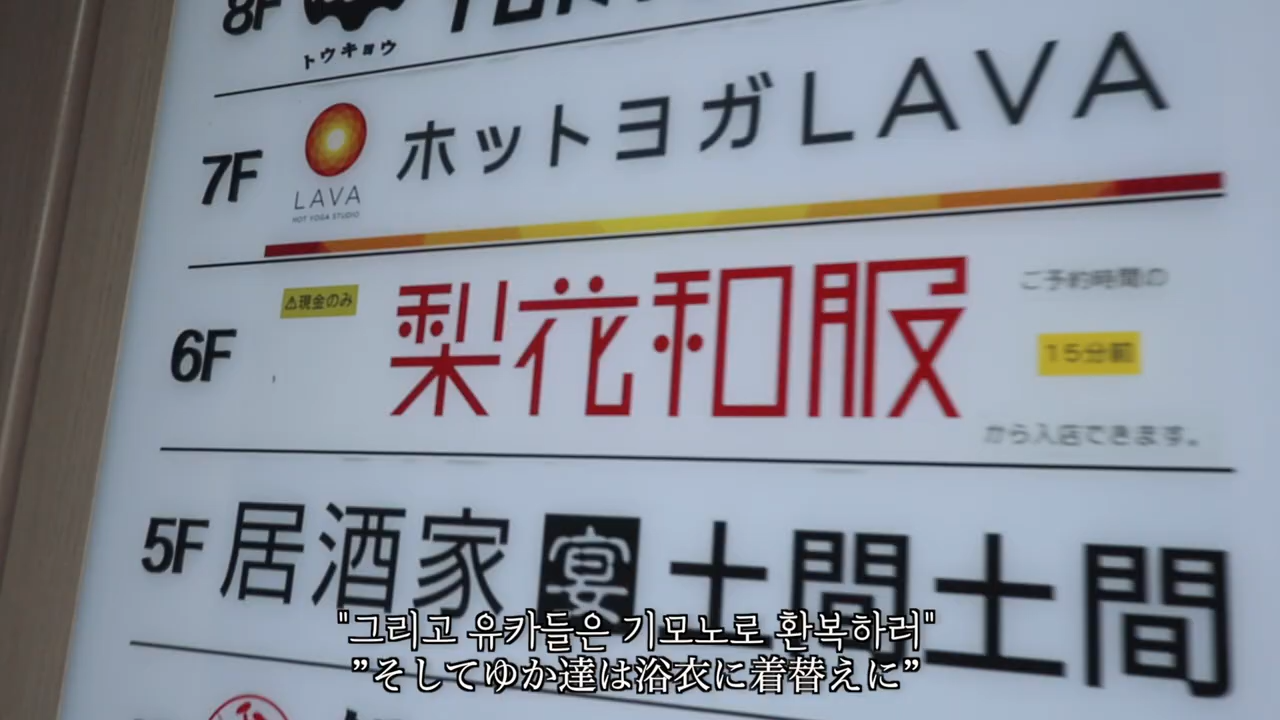 8F
トウキョウ
7F
LAVA
HOT YOGA STUDIO
ホットヨガLAVA
6F
⚠現金のみ
梨花和服
ご予約時間の
15分前
から入店できます。
5F
居酒家 宴 土間土間
"그리고 유카들은 기모노로 환복하러"
”そしてゆか達は浴衣に着替えに”